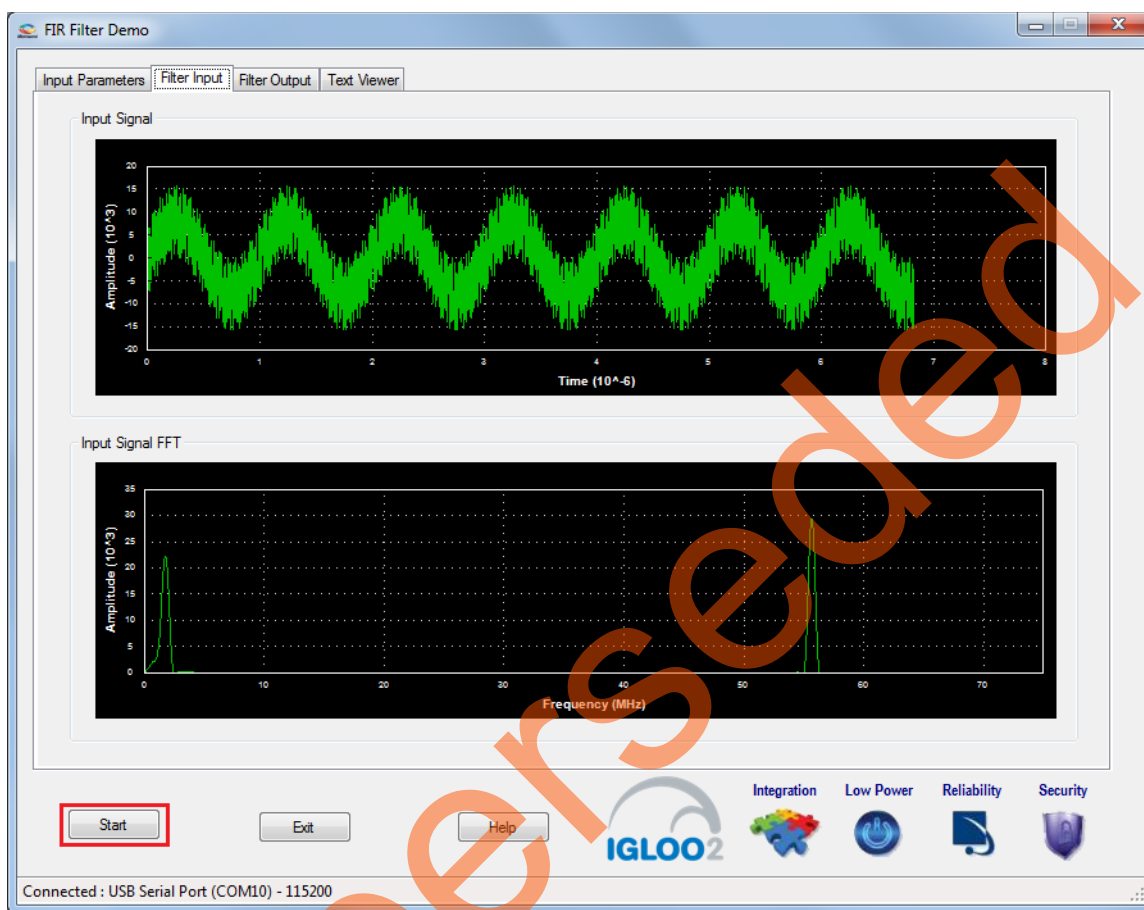 FIR Filter Demo
Input Parameters Filter Input Filter Output Text Viewer
Input Signal
20
15
10
5
0
-5
-10
-15
-20
Amplitude (10^3)
0 1 2 3 4 5 6 7 8
Time (10^-6)
Input Signal FFT
35
30
25
20
15
10
5
0
Amplitude (10^3)
0 10 20 30 40 50 60 70
Frequency (MHz)
Start Exit Help
IGLOO2
Integration Low Power Reliability Security
Connected : USB Serial Port (COM10) - 115200
erseded